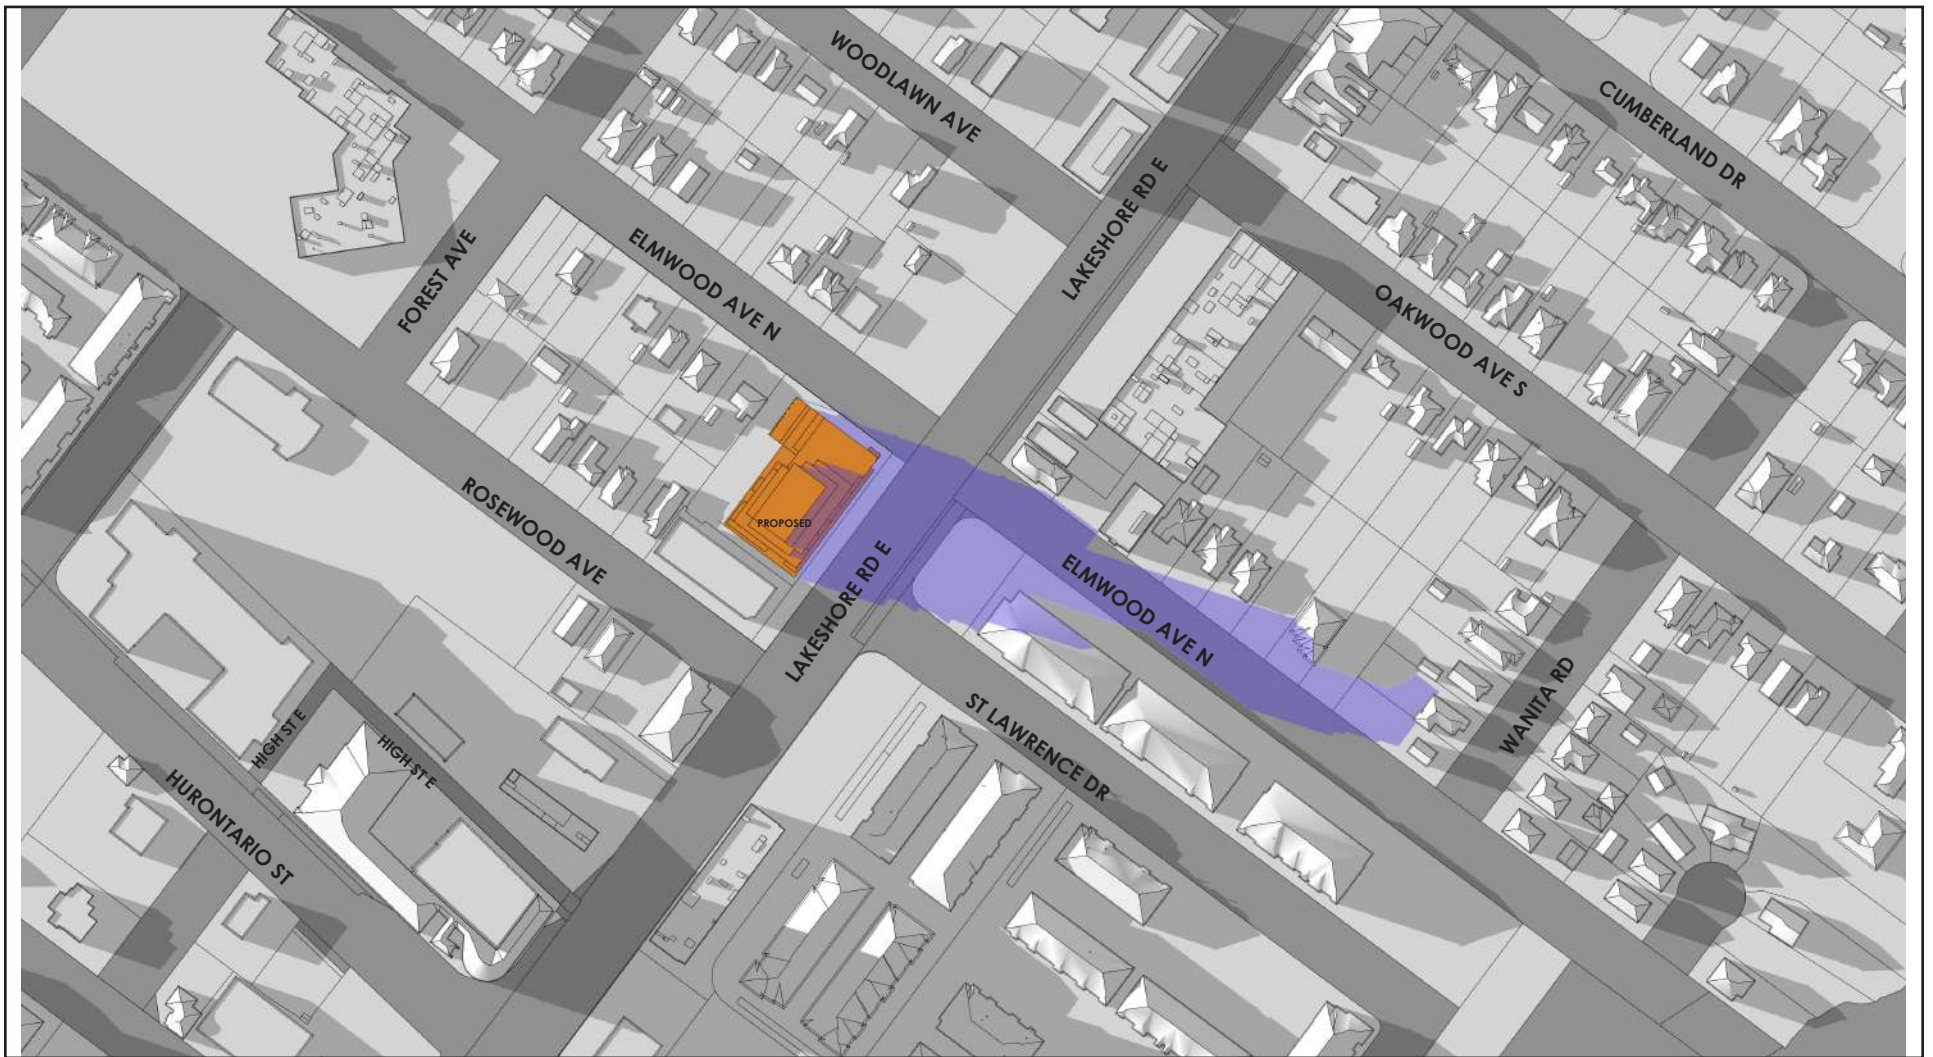 WOODLAWN AVE
CUMBERLAND DR
LAKESHORE RD E
FOREST AVE
ELMWOOD AVE N
OAKWOOD AVE S
ROSEWOOD AVE
PROPOSED
LAKESHORE RD E
ELMWOOD AVE N
WANITA RD
ST LAWRENCE DR
HIGH ST E
HIGH ST E
HURONTARIO ST